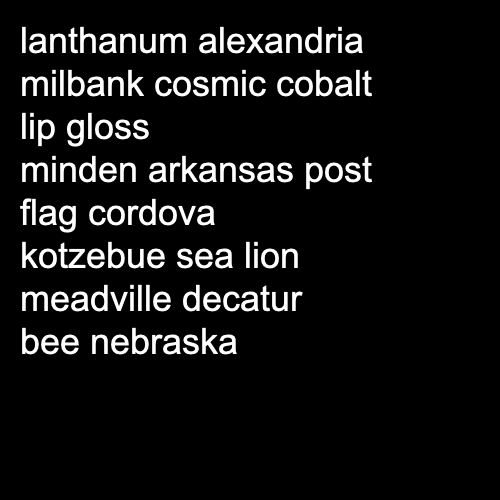 lanthanum alexandria
milbank cosmic cobalt
lip gloss
minden arkansas post
flag cordova
kotzebue sea lion
meadville decatur
bee nebraska